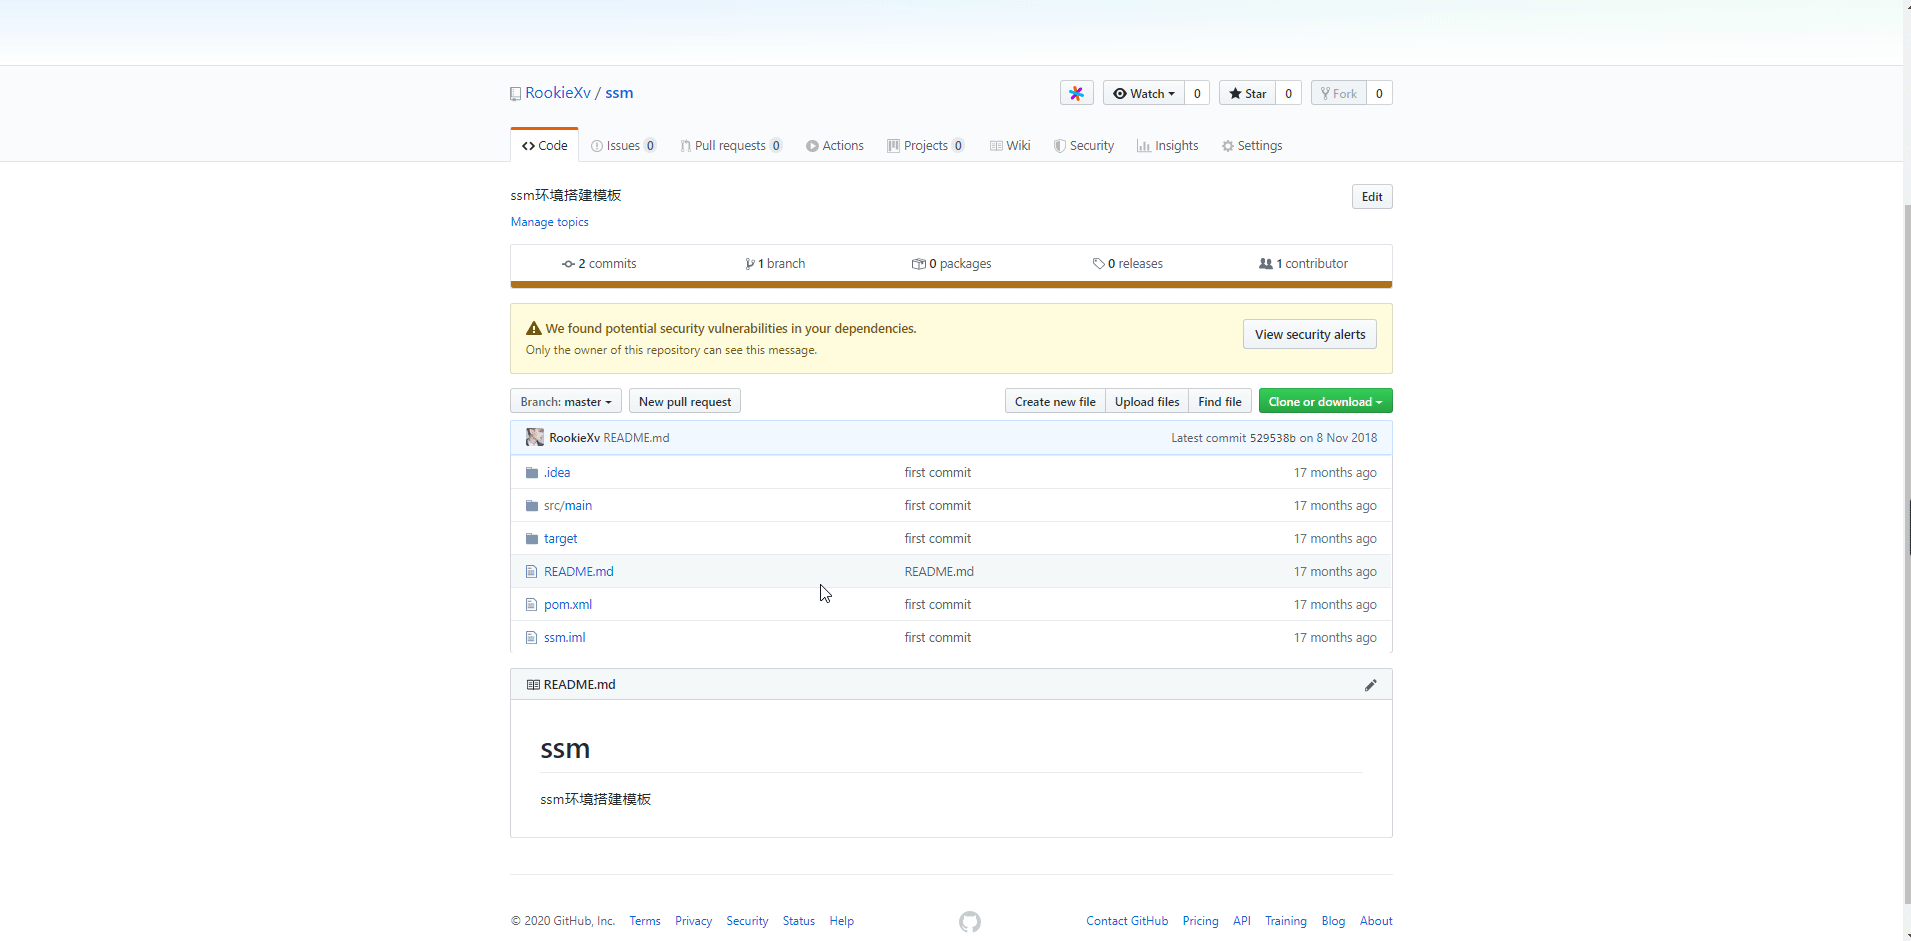 RookieXv / ssm
Watch 0 Star 0 Fork 0
Code Issues 0 Pull requests 0 Actions Projects 0 Wiki Security Insights Settings
ssm环境搭建模板 Edit
Manage topics
2 commits 1 branch 0 packages 0 releases 1 contributor
We found potential security vulnerabilities in your dependencies.
Only the owner of this repository can see this message.
View security alerts
Branch: master New pull request Create new file Upload files Find file Clone or download
RookieXv README.md Latest commit 529538b on 8 Nov 2018
.idea first commit 17 months ago
src/main first commit 17 months ago
target first commit 17 months ago
README.md README.md 17 months ago
pom.xml first commit 17 months ago
ssm.iml first commit 17 months ago
README.md
ssm
ssm环境搭建模板
© 2020 GitHub, Inc. Terms Privacy Security Status Help Contact GitHub Pricing API Training Blog About